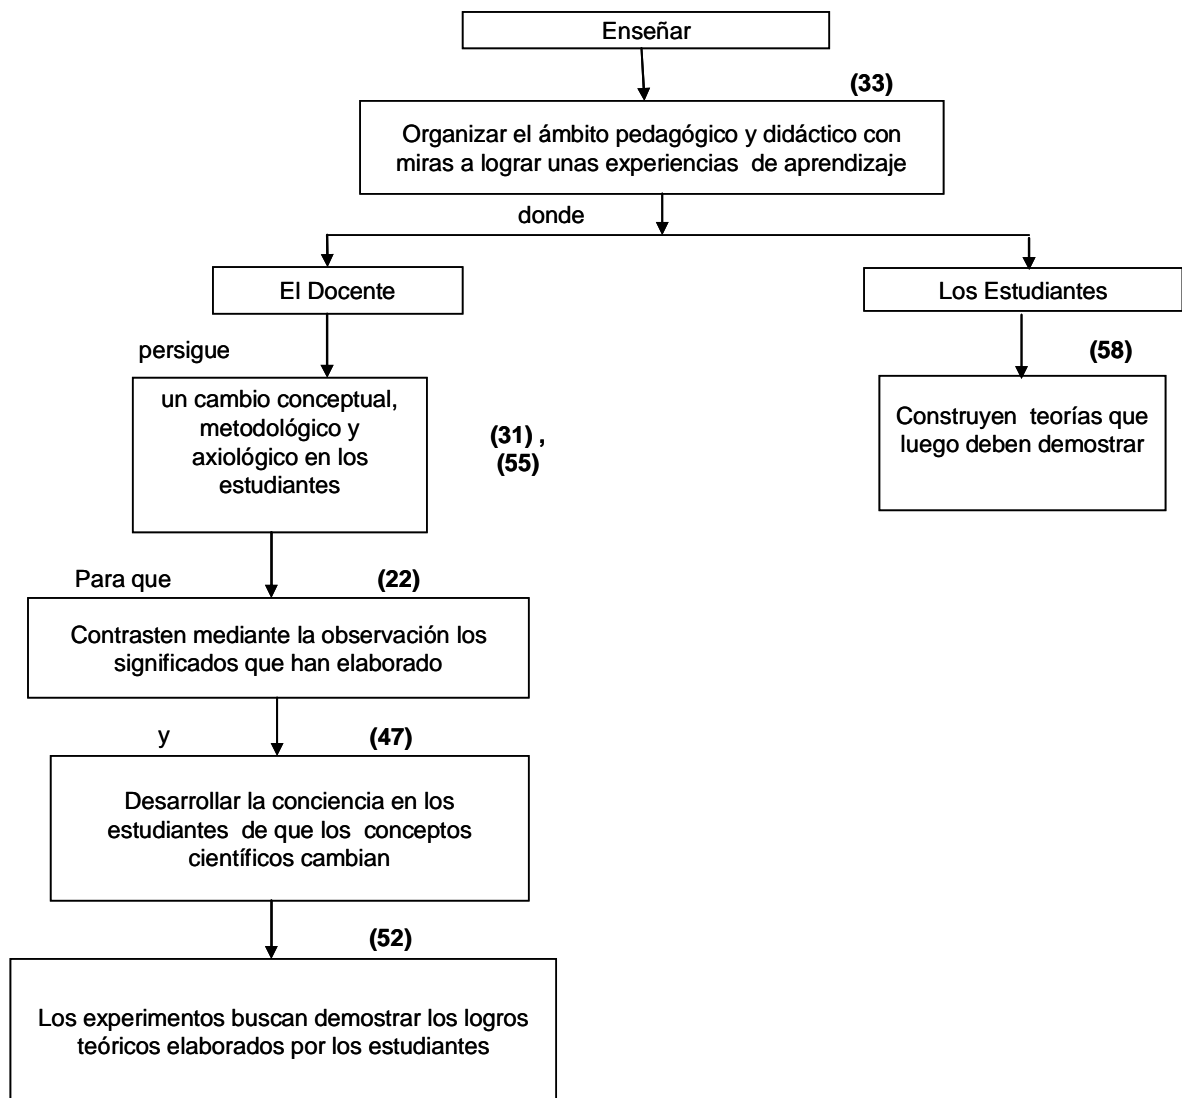 Enseñar
(33)
Organizar el ámbito pedagógico y didáctico con
miras a lograr unas experiencias de aprendizaje
donde
El Docente
Los Estudiantes
persigue
(58)
un cambio conceptual,
metodológico y
axiológico en los
estudiantes
(31) ,
(55)
Construyen teorías que
luego deben demostrar
Para que
(22)
Contrasten mediante la observación los
significados que han elaborado
y
(47)
Desarrollar la conciencia en los
estudiantes de que los conceptos
científicos cambian
(52)
Los experimentos buscan demostrar los logros
teóricos elaborados por los estudiantes